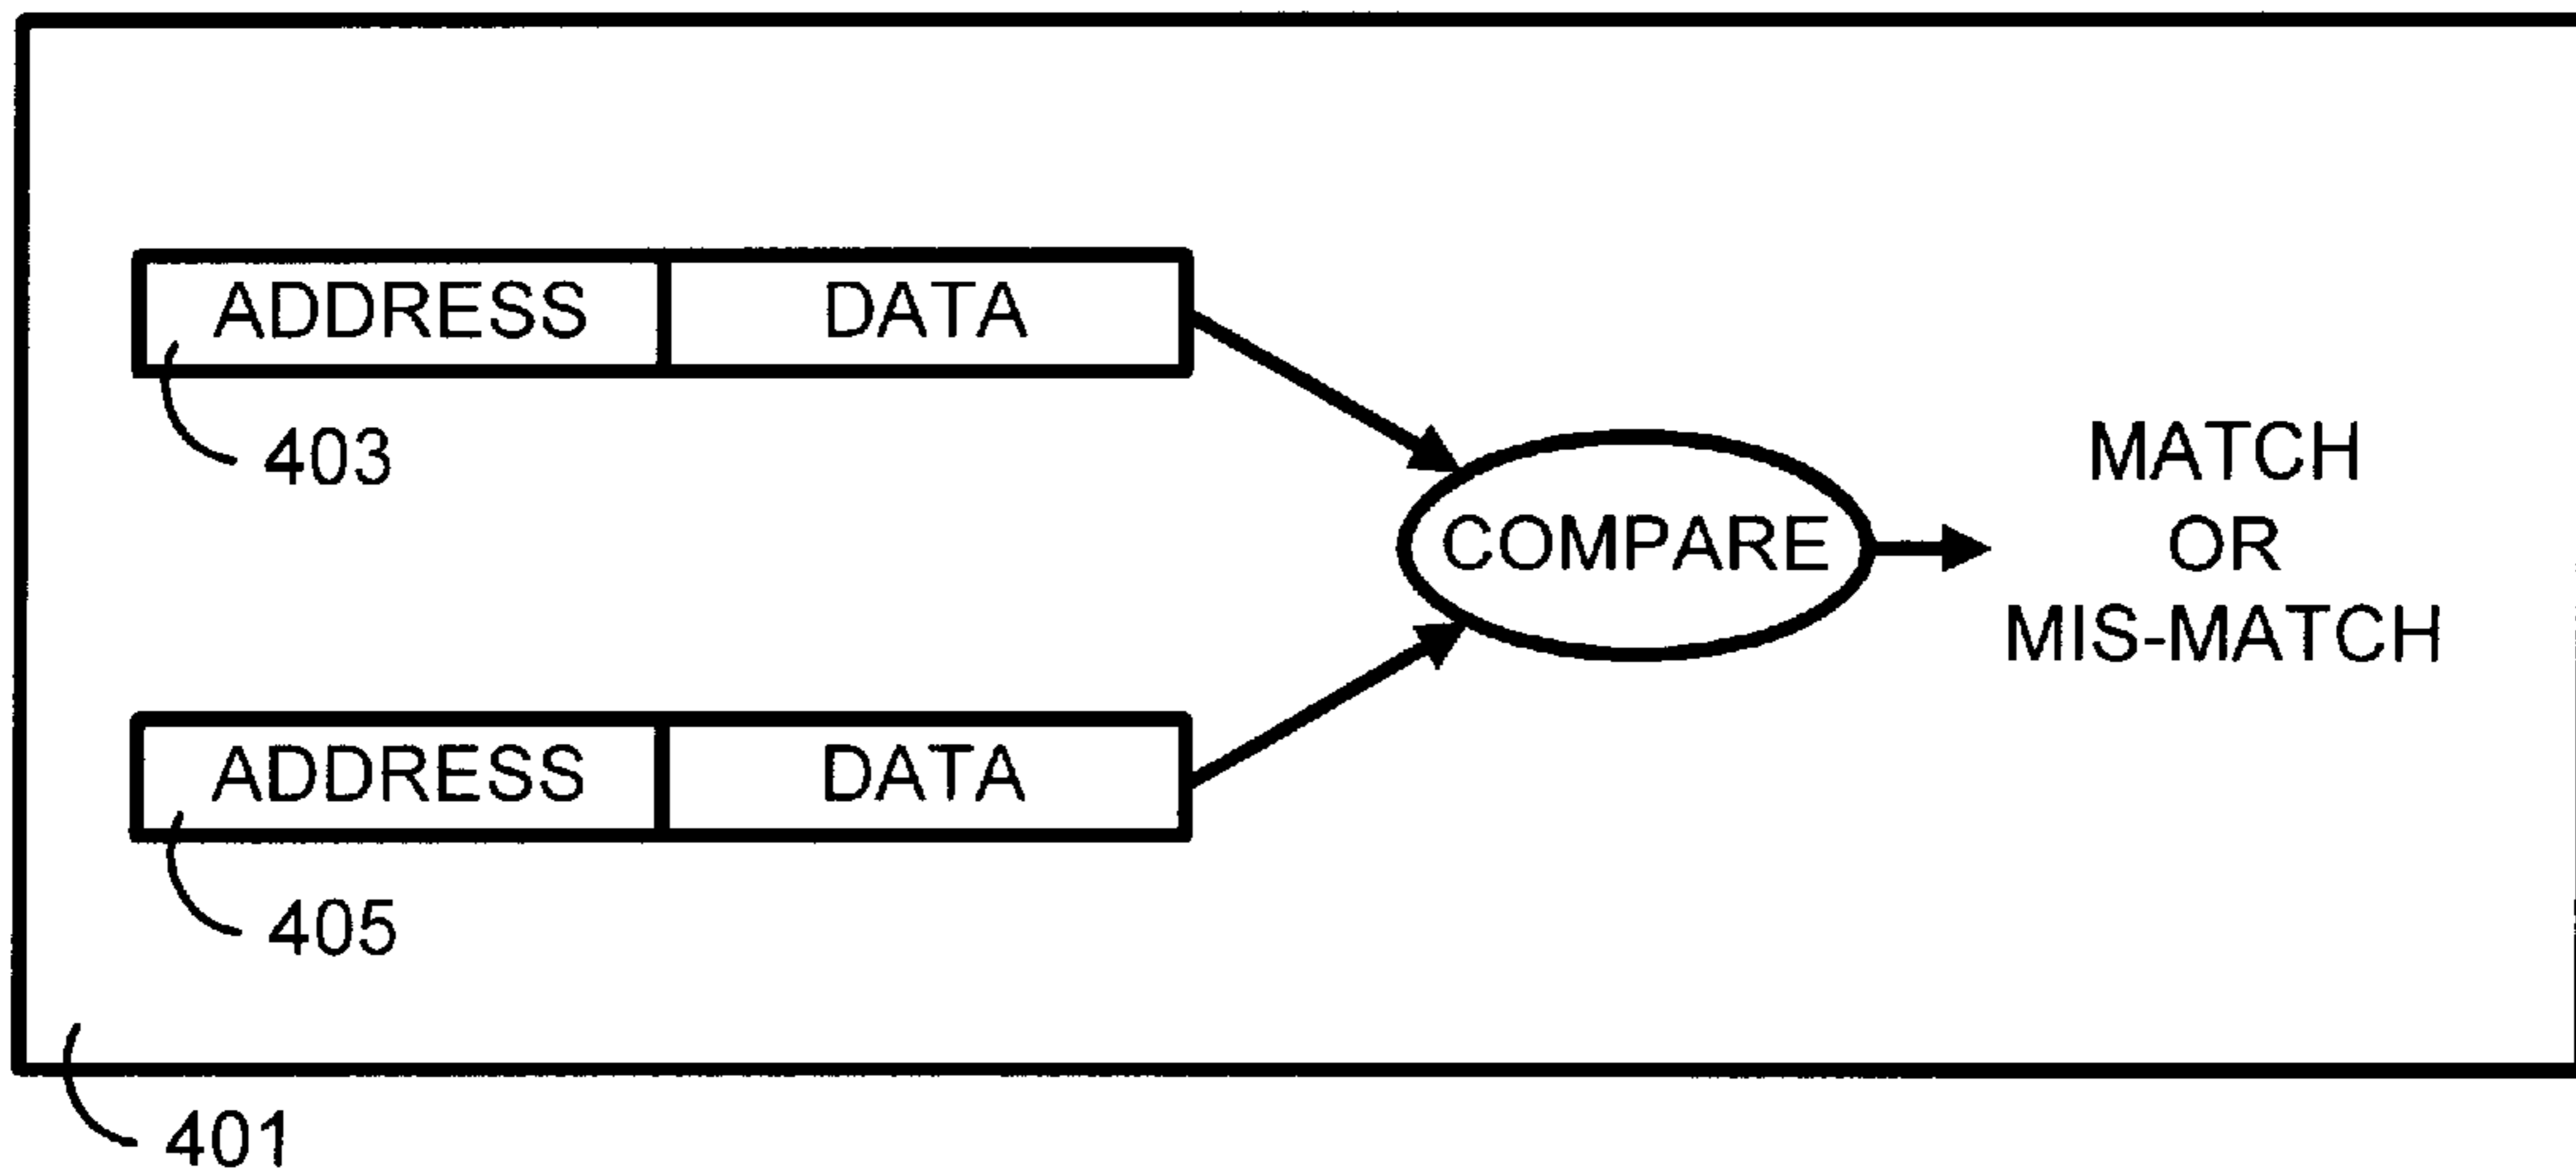 ADDRESS DATA
403
MATCH
COMPARE OR
MIS-MATCH
ADDRESS DATA
405
401